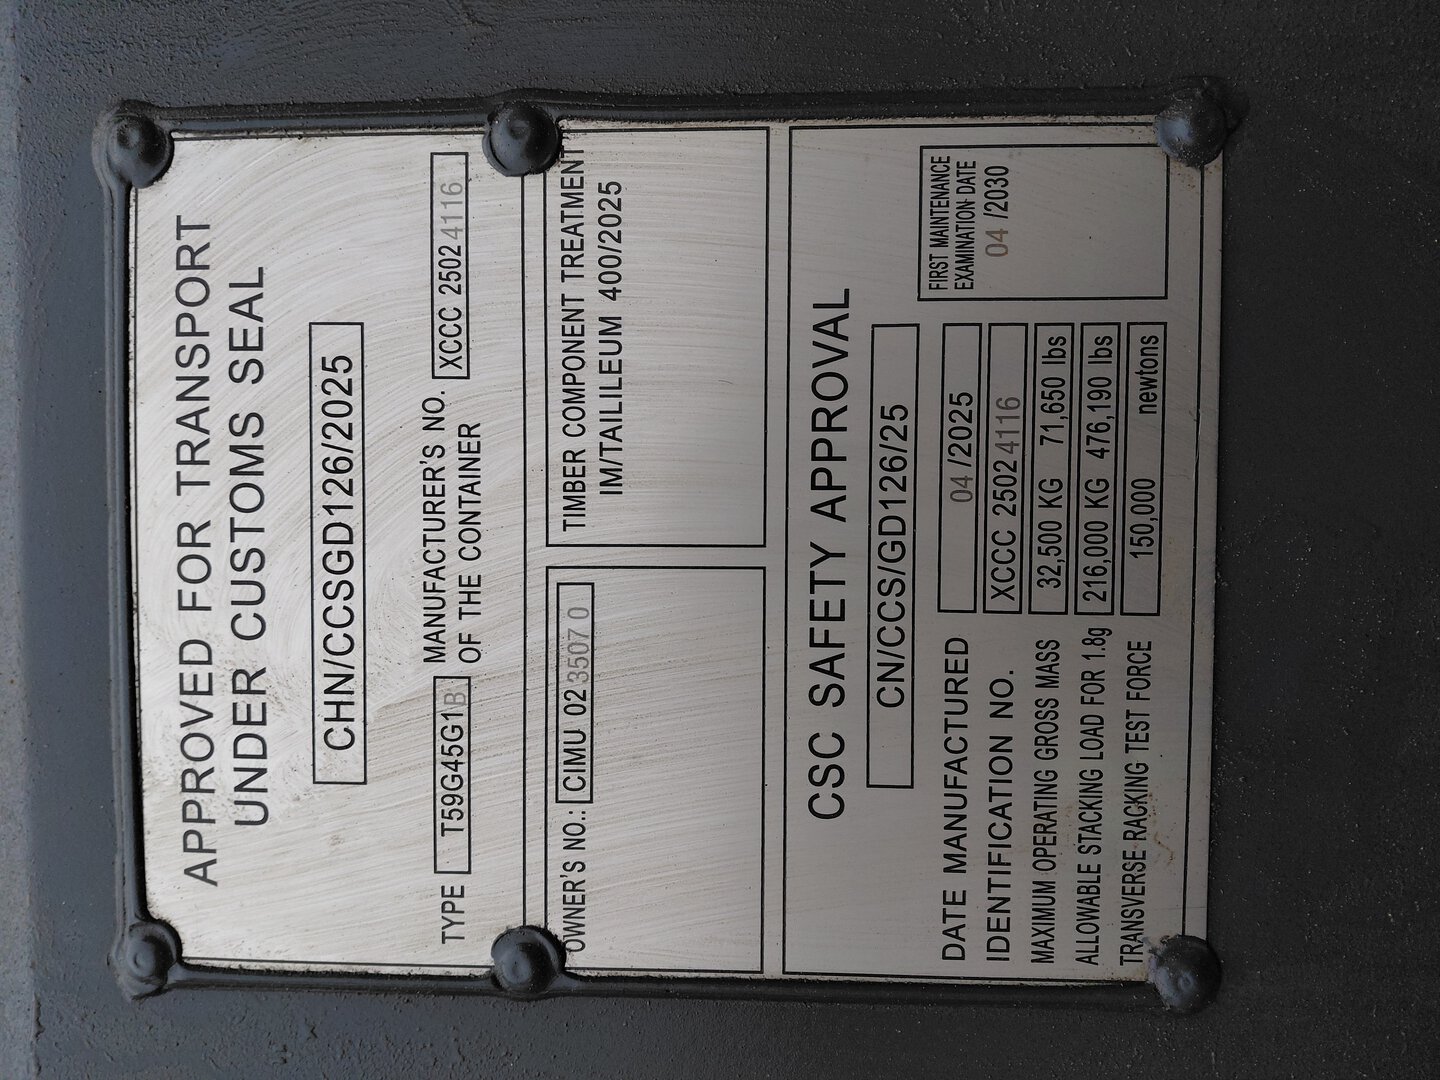 APPROVED FOR TRANSPORT
UNDER CUSTOMS SEAL
CHN/CCSGD126/2025
TYPE T59G45G1B
MANUFACTURER'S NO.
OF THE CONTAINER
XCCC 2502 4116
OWNER'S NO.: CIMU 02 3507 0
TIMBER COMPONENT TREATMENT
IM/TAILILEUM 400/2025
CSC SAFETY APPROVAL
CN/CCS/GD126/25
DATE MANUFACTURED 04 /2025
IDENTIFICATION NO. XCCC 2502 4116
MAXIMUM OPERATING GROSS MASS 32,500 KG 71,650 lbs
ALLOWABLE STACKING LOAD FOR 1.8g 216,000 KG 476,190 lbs
TRANSVERSE RACKING TEST FORCE 150,000 newtons
FIRST MAINTENANCE
EXAMINATION DATE
04 /2030